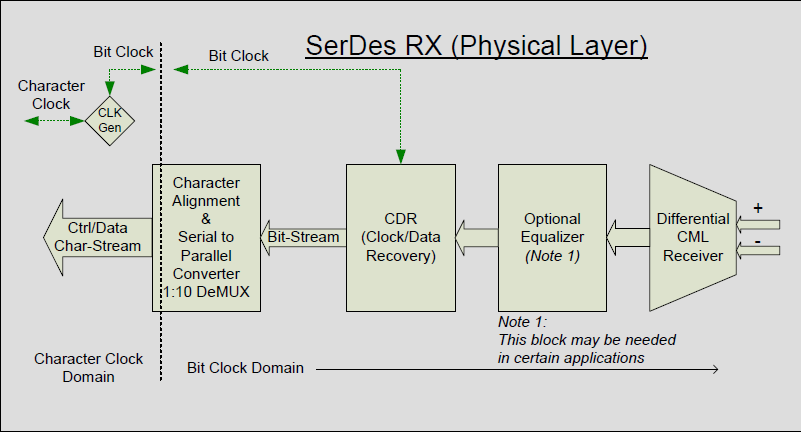 SerDes RX (Physical Layer)
Bit Clock
Bit Clock
Character
Clock
CLK
Gen
Ctrl/Data
Char-Stream
Character
Alignment
&
Serial to
Parallel
Converter
1:10 DeMUX
Bit-Stream
CDR
(Clock/Data
Recovery)
Optional
Equalizer
(Note 1)
Differential
CML
Receiver
+
-
Note 1:
This block may be needed
in certain applications
Character Clock
Domain
Bit Clock Domain